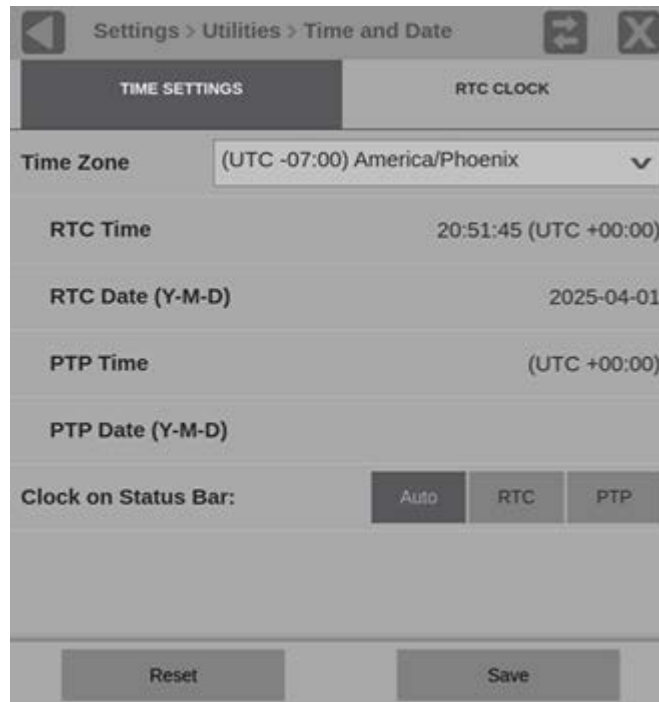 Settings > Utilities > Time and Date
TIME SETTINGS
RTC CLOCK
Time Zone
(UTC -07:00) America/Phoenix
RTC Time
20:51:45 (UTC +00:00)
RTC Date (Y-M-D)
2025-04-01
PTP Time
(UTC +00:00)
PTP Date (Y-M-D)
Clock on Status Bar:
Auto
RTC
PTP
Reset
Save